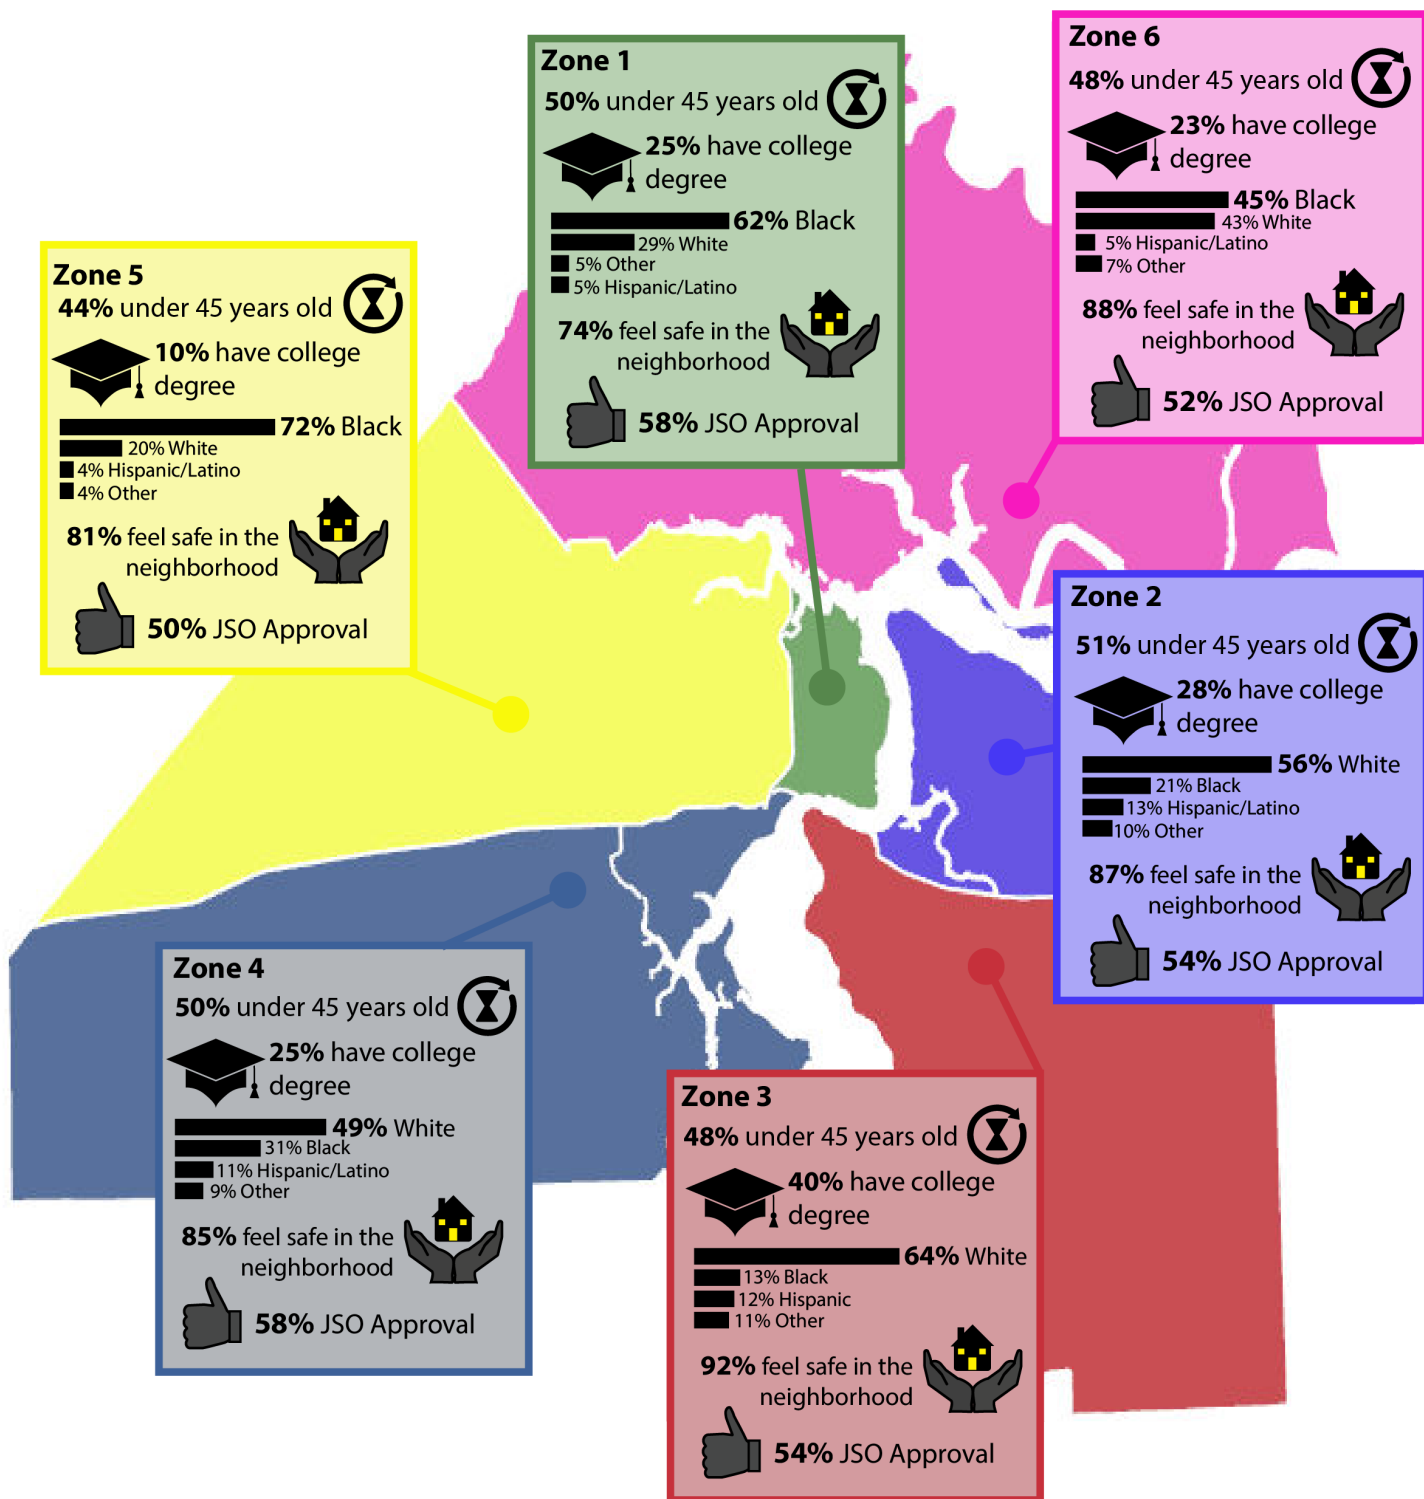 Zone 1
50% under 45 years old
25% have college
degree
62% Black
29% White
5% Other
5% Hispanic/Latino
74% feel safe in the
neighborhood
58% JSO Approval
Zone 6
48% under 45 years old
23% have college
degree
45% Black
43% White
5% Hispanic/Latino
7% Other
88% feel safe in the
neighborhood
52% JSO Approval
Zone 5
44% under 45 years old
10% have college
degree
72% Black
20% White
4% Hispanic/Latino
4% Other
81% feel safe in the
neighborhood
50% JSO Approval
Zone 2
51% under 45 years old
28% have college
degree
56% White
21% Black
13% Hispanic/Latino
10% Other
87% feel safe in the
neighborhood
54% JSO Approval
Zone 4
50% under 45 years old
25% have college
degree
49% White
31% Black
11% Hispanic/Latino
9% Other
85% feel safe in the
neighborhood
58% JSO Approval
Zone 3
48% under 45 years old
40% have college
degree
64% White
13% Black
12% Hispanic
11% Other
92% feel safe in the
neighborhood
54% JSO Approval